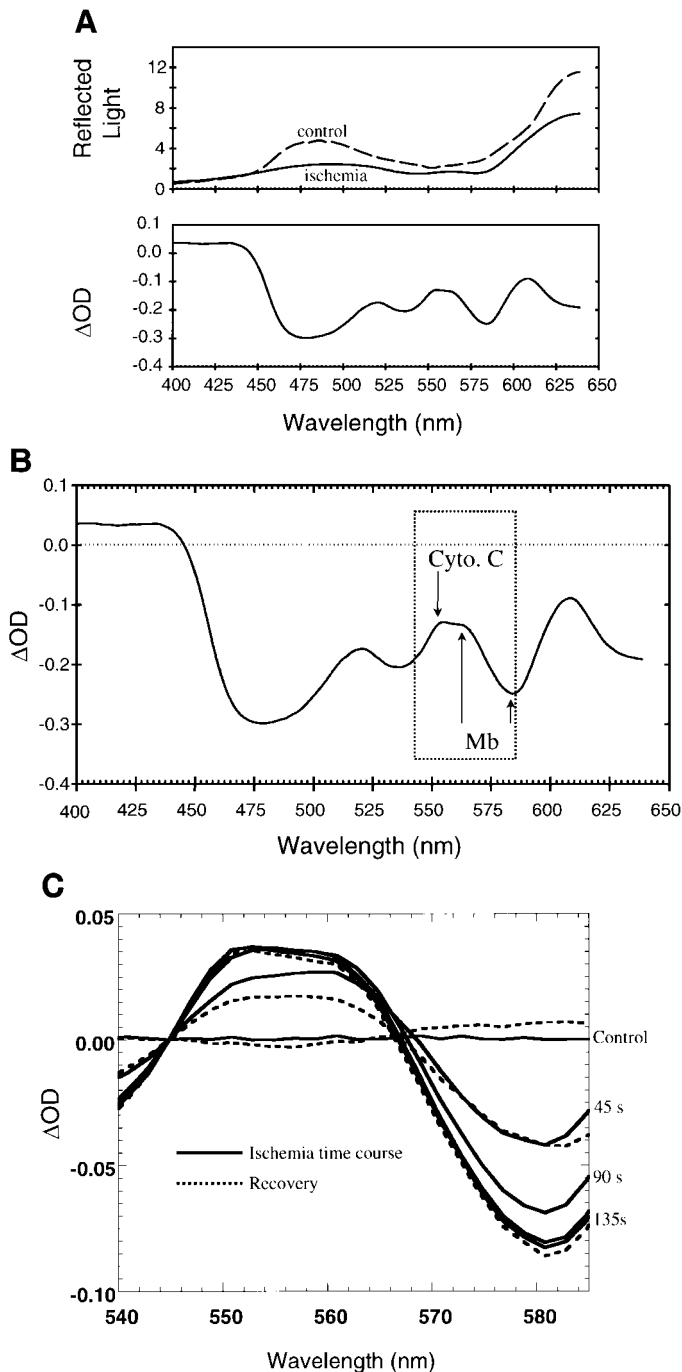 A
Reflected
Light
12
8
4
0
control
ischemia
ΔOD
0.1
0.0
-0.1
-0.2
-0.3
-0.4
400 425 450 475 500 525 550 575 600 625 650
Wavelength (nm)
B
ΔOD
0.1
0.0
-0.1
-0.2
-0.3
-0.4
Cyto. C
Mb
400 425 450 475 500 525 550 575 600 625 650
Wavelength (nm)
C
ΔOD
0.05
0.00
-0.05
-0.10
Control
45 s
90 s
135s
Ischemia time course
Recovery
540 550 560 570 580
Wavelength (nm)